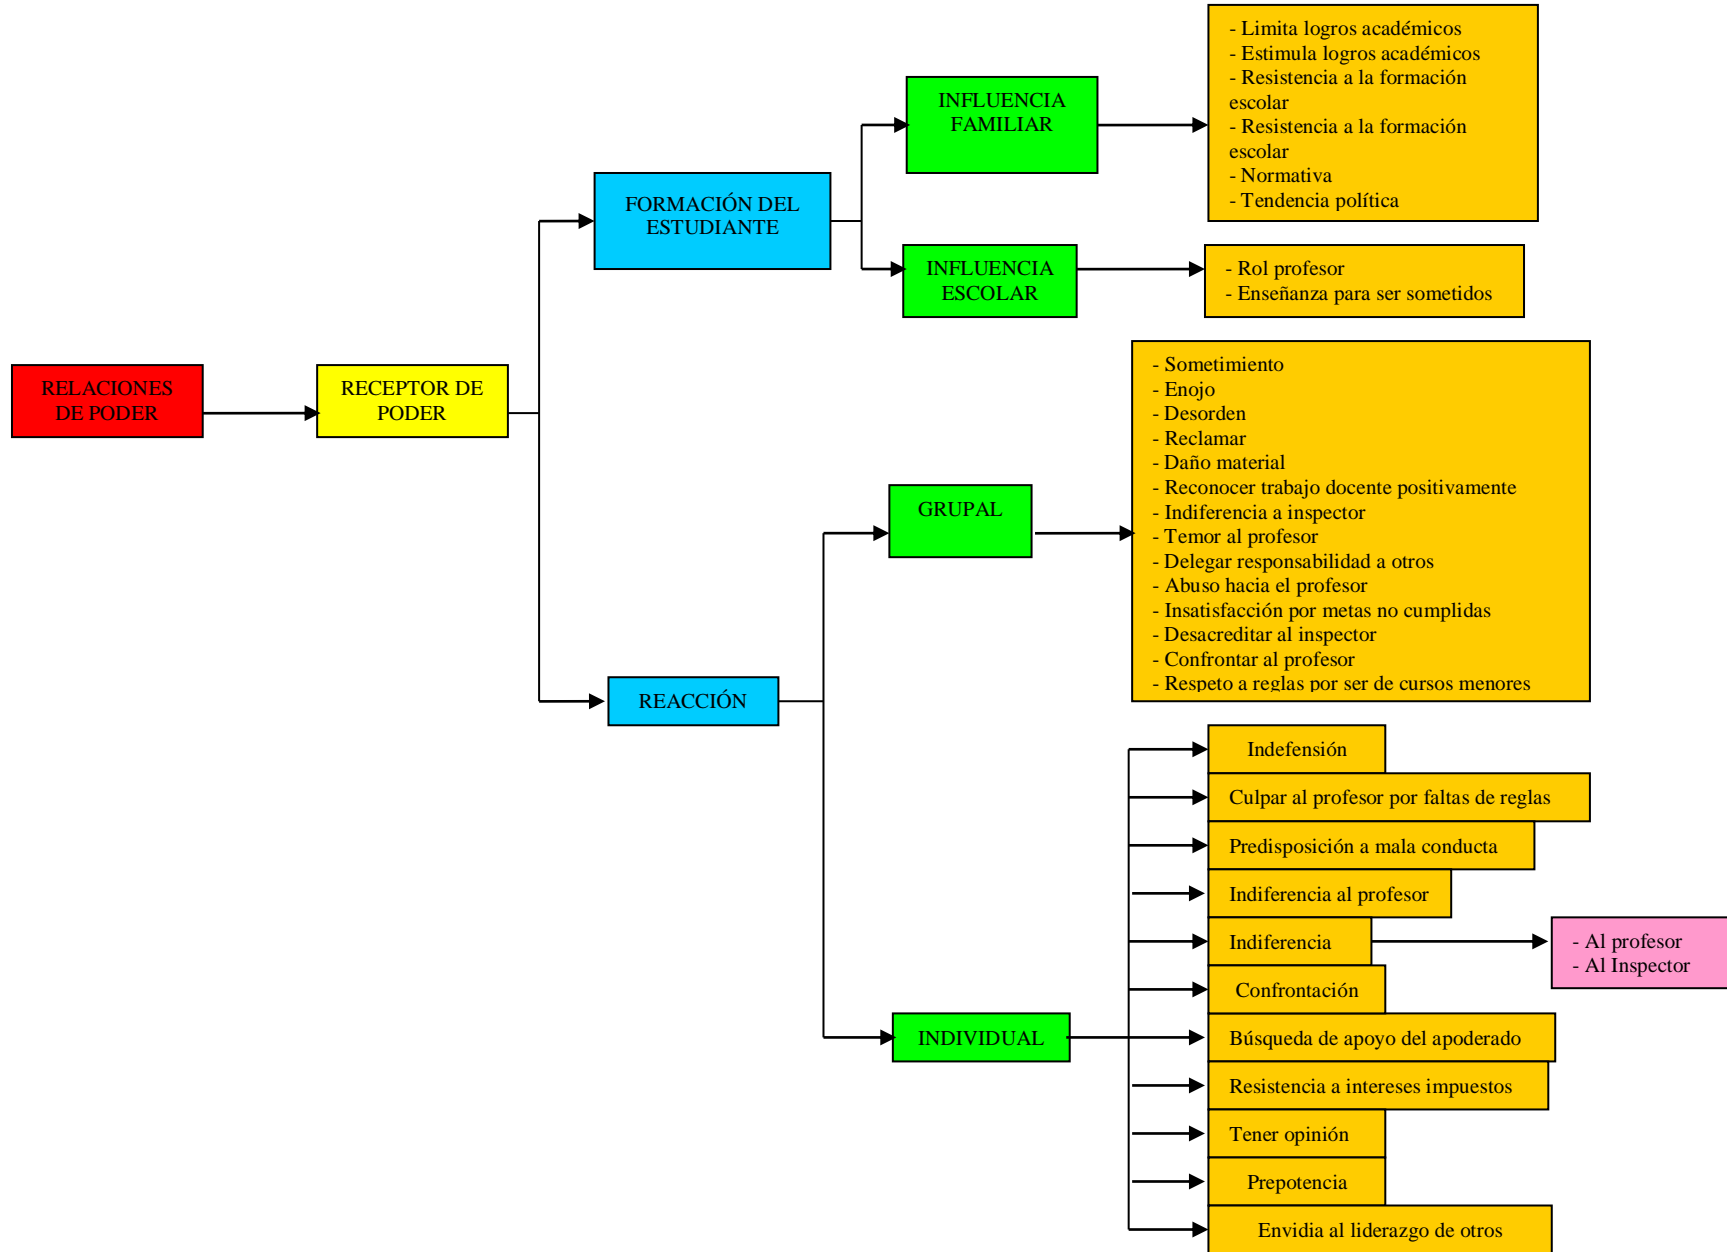 RELACIONES
DE PODER
RECEPTOR DE
PODER
FORMACIÓN DEL
ESTUDIANTE
INFLUENCIA
FAMILIAR
- Limita logros académicos
- Estimula logros académicos
- Resistencia a la formación
escolar
- Resistencia a la formación
escolar
- Normativa
- Tendencia política
INFLUENCIA
ESCOLAR
- Rol profesor
- Enseñanza para ser sometidos
REACCIÓN
GRUPAL
- Sometimiento
- Enojo
- Desorden
- Reclamar
- Daño material
- Reconocer trabajo docente positivamente
- Indiferencia a inspector
- Temor al profesor
- Delegar responsabilidad a otros
- Abuso hacia el profesor
- Insatisfacción por metas no cumplidas
- Desacreditar al inspector
- Confrontar al profesor
- Respeto a reglas por ser de cursos menores
INDIVIDUAL
Indefensión
Culpar al profesor por faltas de reglas
Predisposición a mala conducta
Indiferencia al profesor
Indiferencia
- Al profesor
- Al Inspector
Confrontación
Búsqueda de apoyo del apoderado
Resistencia a intereses impuestos
Tener opinión
Prepotencia
Envidia al liderazgo de otros